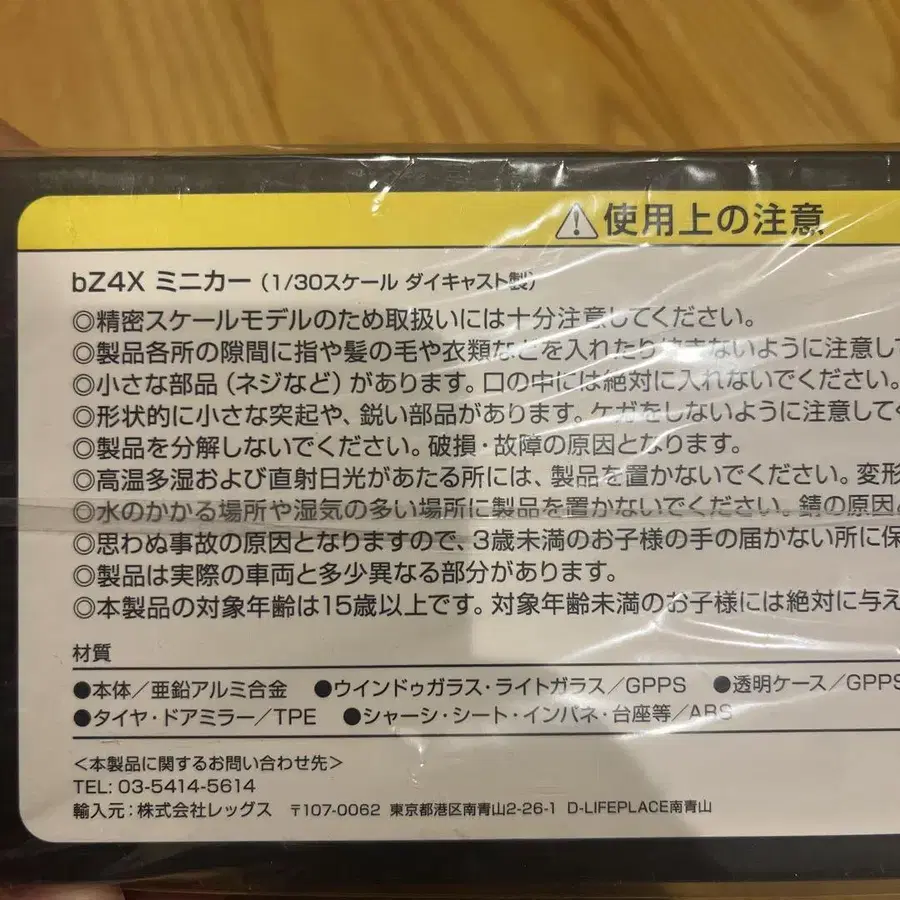 ⚠使用上の注意
bZ4X ミニカー（1/30スケール ダイキャスト製）
◎精密スケールモデルのため取扱いには十分注意してください。
◎製品各所の隙間に指や髪の毛や衣類などを入れたりはさまないように注意し
◎小さな部品（ネジなど）があります。口の中には絶対に入れないでください。
◎形状的に小さな突起や、鋭い部品があります。ケガをしないように注意して
◎製品を分解しないでください。破損・故障の原因となります。
◎高温多湿および直射日光があたる所には、製品を置かないでください。変形
◎水のかかる場所や湿気の多い場所に製品を置かないでください。錆の原因
◎思わぬ事故の原因となりますので、3歳未満のお子様の手の届かない所に保
◎製品は実際の車両と多少異なる部分があります。
◎本製品の対象年齢は15歳以上です。対象年齢未満のお子様には絶対に与え
材質
●本体／亜鉛アルミ合金 ●ウインドゥガラス・ライトガラス／GPPS ●透明ケース／GPPS
●タイヤ・ドアミラー／TPE ●シャーシ・シート・インパネ・台座等／ABS
＜本製品に関するお問い合わせ先＞
TEL: 03-5414-5614
輸入元：株式会社レッグス 〒107-0062 東京都港区南青山2-26-1 D-LIFEPLACE南青山